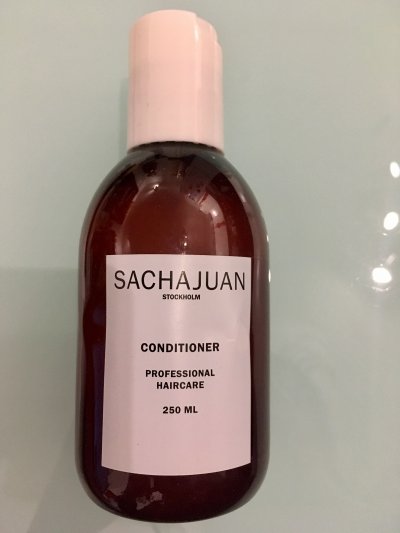 SACHAJUAN
STOCKHOLM
CONDITIONER
PROFESSIONAL
HAIRCARE
250 ML